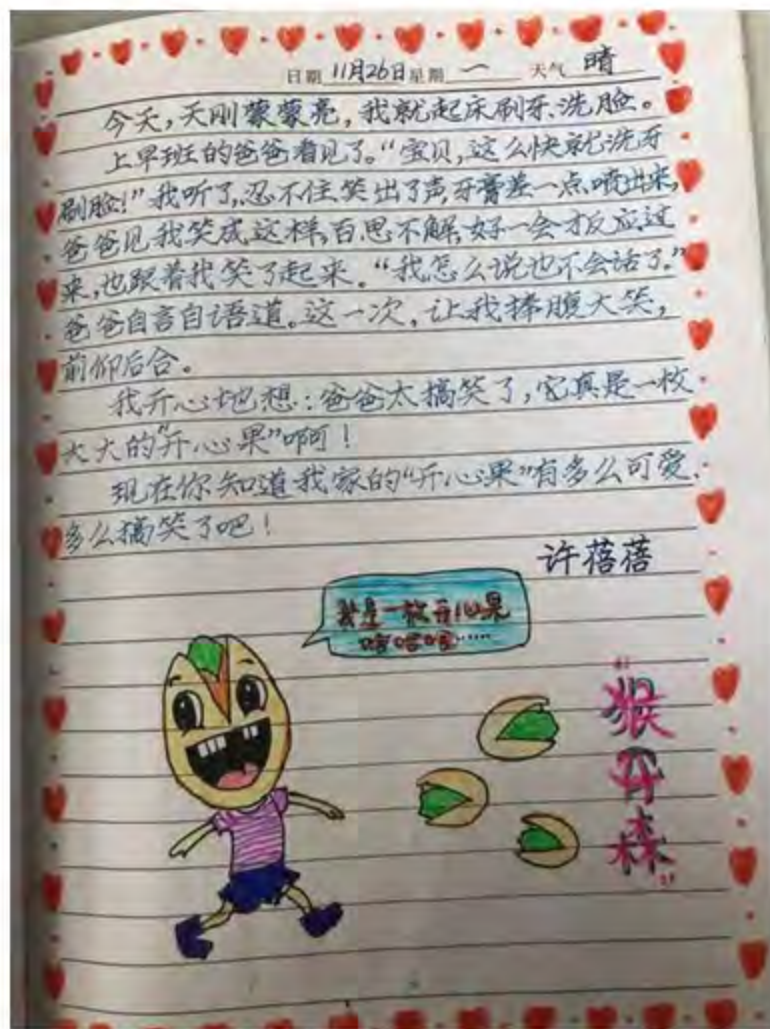 日期 11月26日 星期 一 天气 晴
今天,天刚蒙蒙亮,我就起床刷牙、洗脸。
上早班的爸爸看见了。“宝贝,这么快就洗牙
刷脸!”我听了,忍不住笑出了声,牙膏差一点喷出来,
爸爸见我笑成这样,百思不解,好一会才反应过
来,也跟着我笑了起来。“我怎么说也不会话了。”
爸爸自言自语道。这一次,让我捧腹大笑,
前仰后合。
我开心地想:爸爸太搞笑了,它真是一枚
大大的“开心果”啊!
现在你知道我家的“开心果”有多么可爱、
多么搞笑了吧!
许蓓蓓
我是一枚开心果
哈哈哈……
“猴开森”